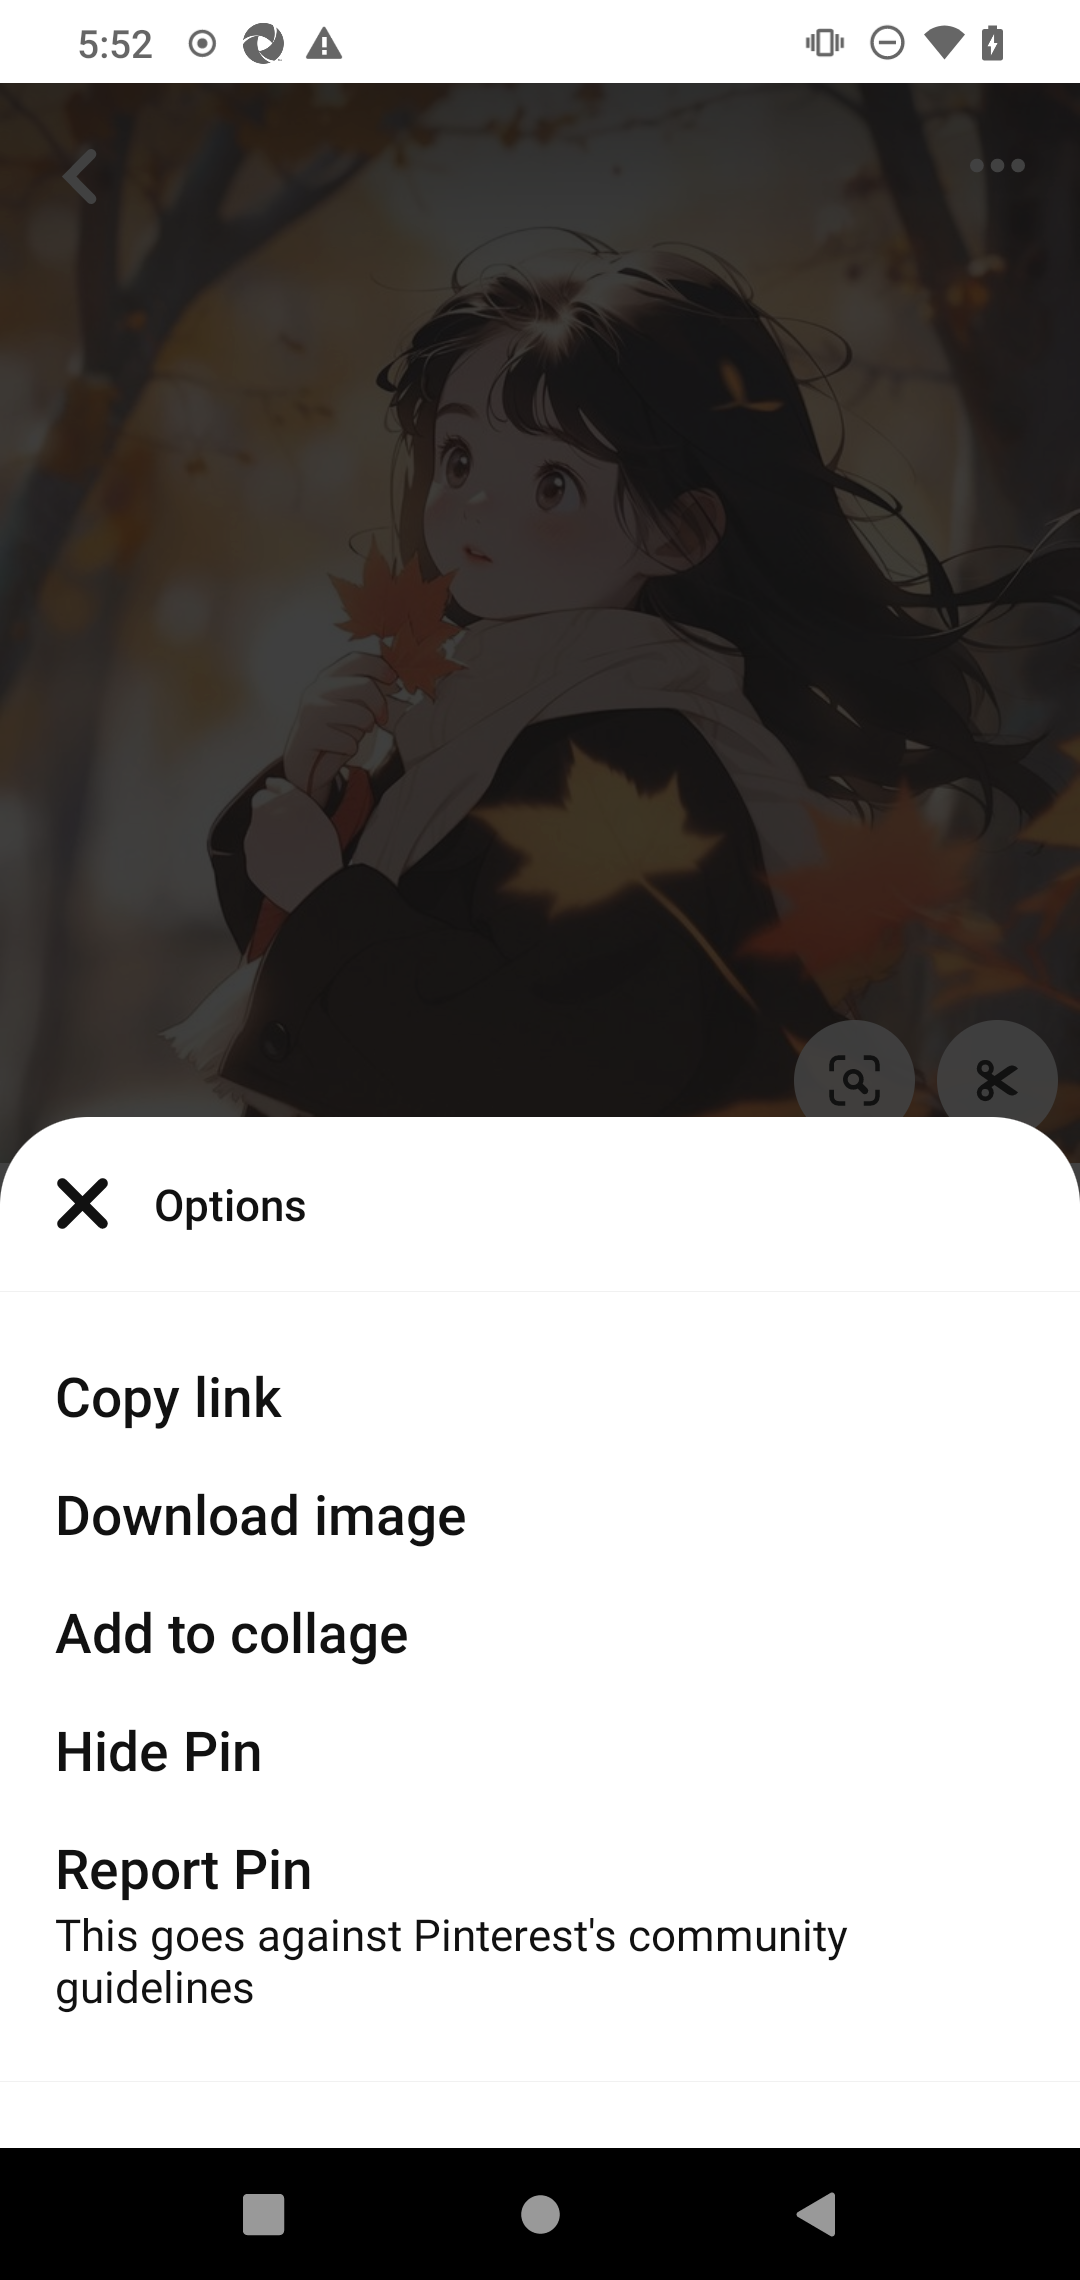 5:52
Options
Copy link
Download image
Add to collage
Hide Pin
Report Pin
This goes against Pinterest's community
guidelines